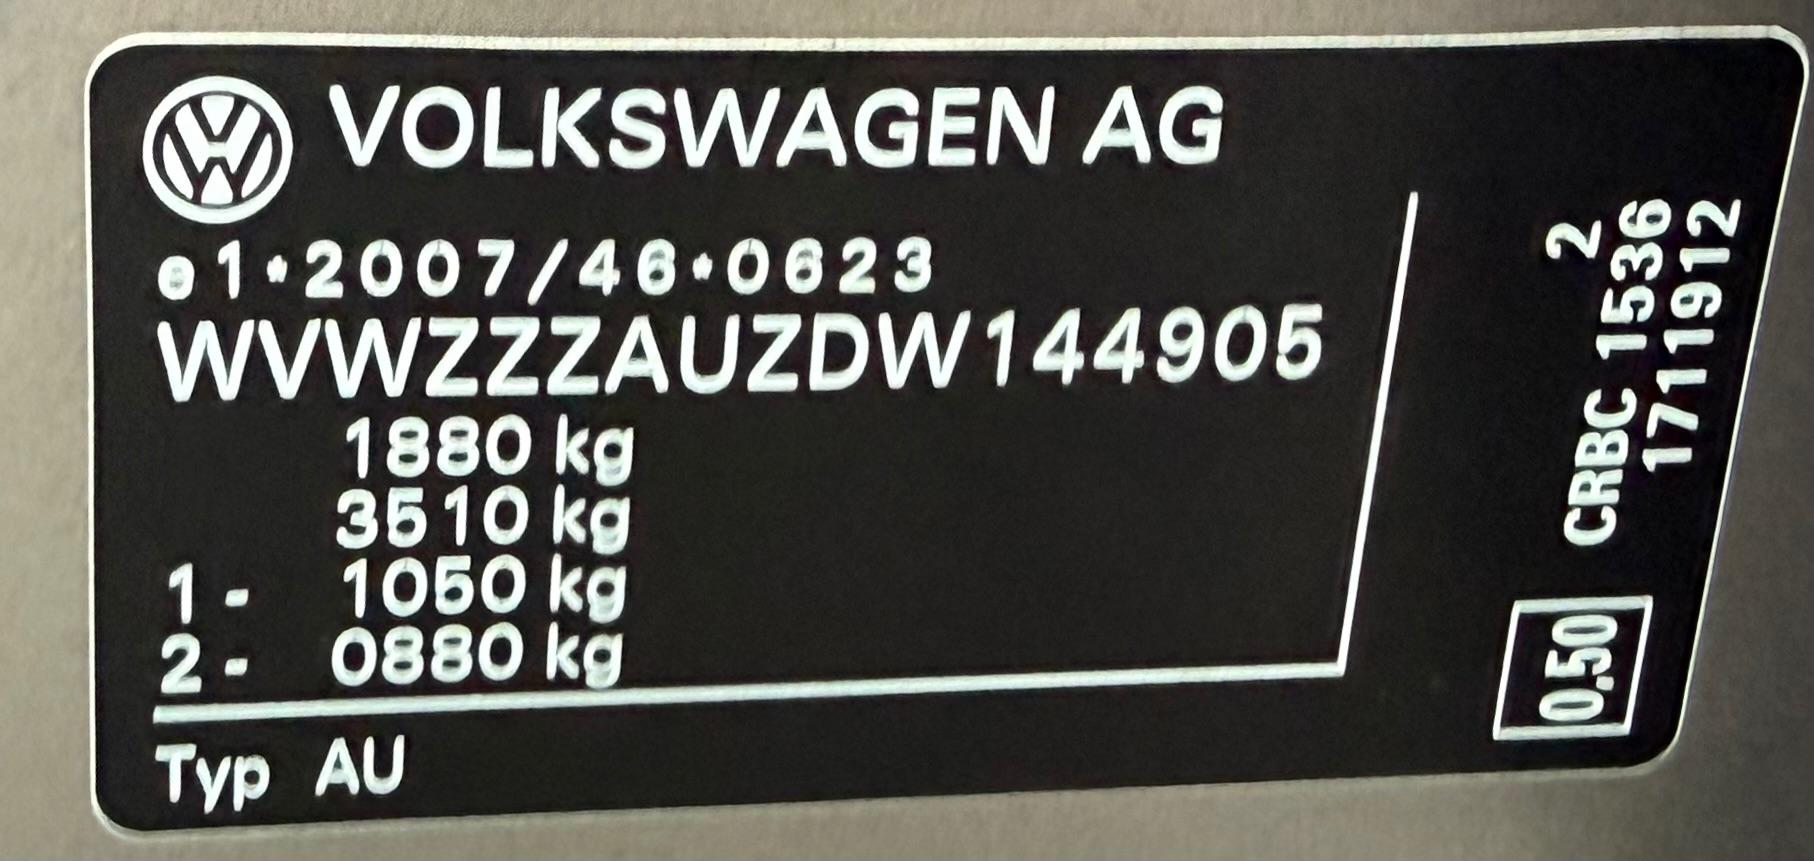 VOLKSWAGEN AG
e1*2007/46*0623
WVWZZZAUZDW144905
1880 kg
3510 kg
1- 1050 kg
2- 0880 kg
Typ AU
2
CRBC 1536
1711912
0,50